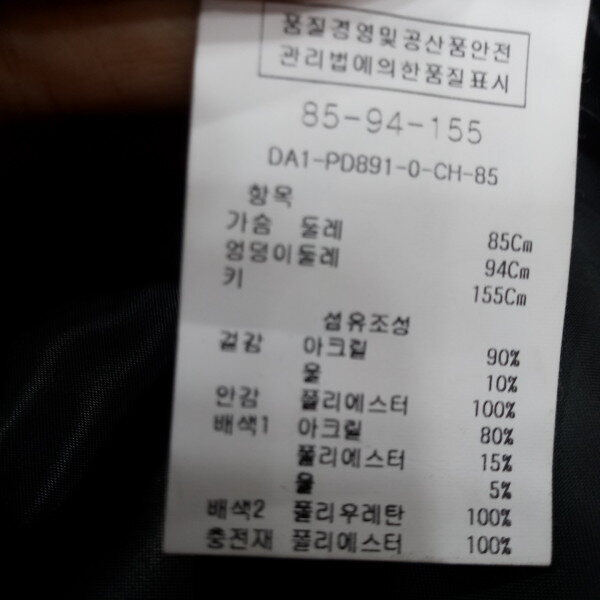 품질경영및공산품안전
관리법에의한품질표시
85-94-155
DA1-PD891-0-CH-85
항목
가슴 둘레 85Cm
엉덩이둘레 94Cm
키 155Cm
섬유조성
겉감 아크릴 90%
울 10%
안감 폴리에스터 100%
배색1 아크릴 80%
폴리에스터 15%
울 5%
배색2 폴리우레탄 100%
충전재 폴리에스터 100%